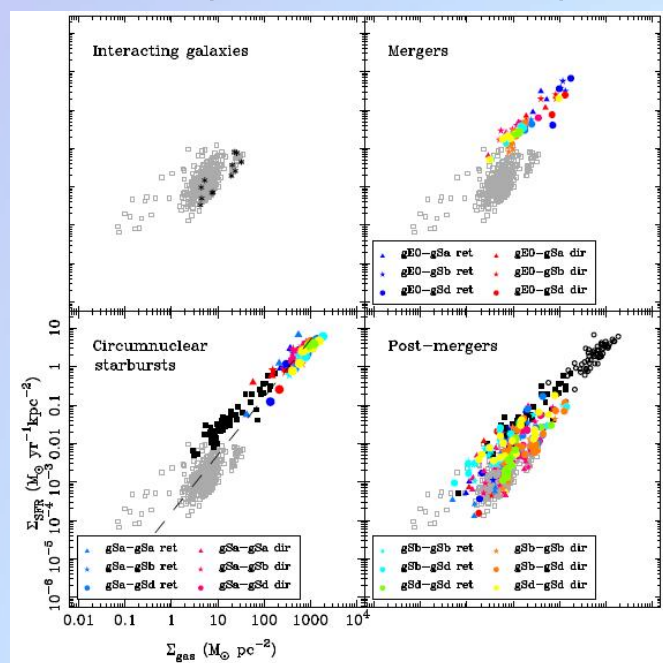 Interacting galaxies
Mergers
gE0-gSa ret
gE0-gSa dir
gE0-gSb ret
gE0-gSb dir
gE0-gSd ret
gE0-gSd dir
Circumnuclear
starbursts
Post-mergers
gSa-gSa ret
gSa-gSa dir
gSa-gSb ret
gSa-gSb dir
gSa-gSd ret
gSa-gSd dir
gSb-gSb ret
gSb-gSb dir
gSb-gSd ret
gSb-gSd dir
gSd-gSd ret
gSd-gSd dir
Σ_SFR (M⊙ yr⁻¹kpc⁻²)
10
1
0.1
0.01
10⁻³
10⁻⁴
10⁻⁵
10⁻⁶
0.01 0.1 1 10 100 1000 10⁴
Σ_gas (M⊙ pc⁻²)